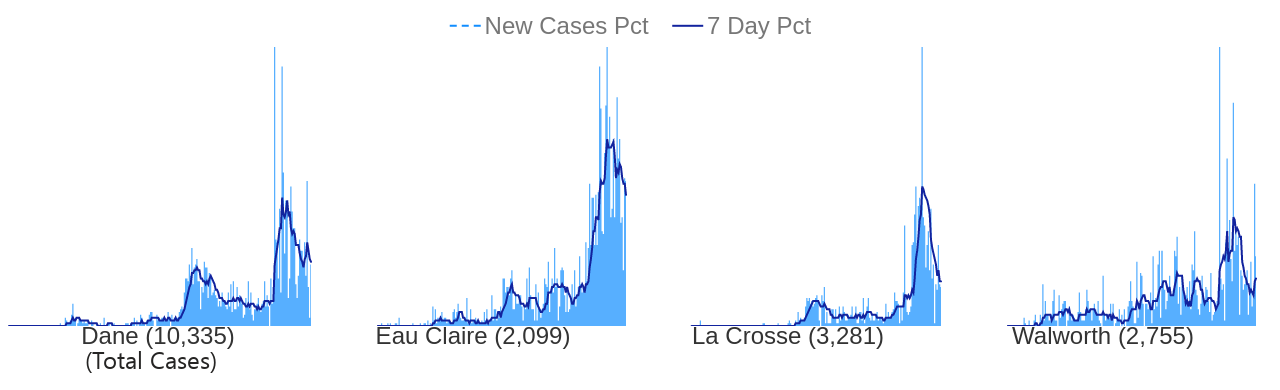 New Cases Pct 7 Day Pct
Dane (10,335) Eau Claire (2,099) La Crosse (3,281) Walworth (2,755)
(Total Cases)